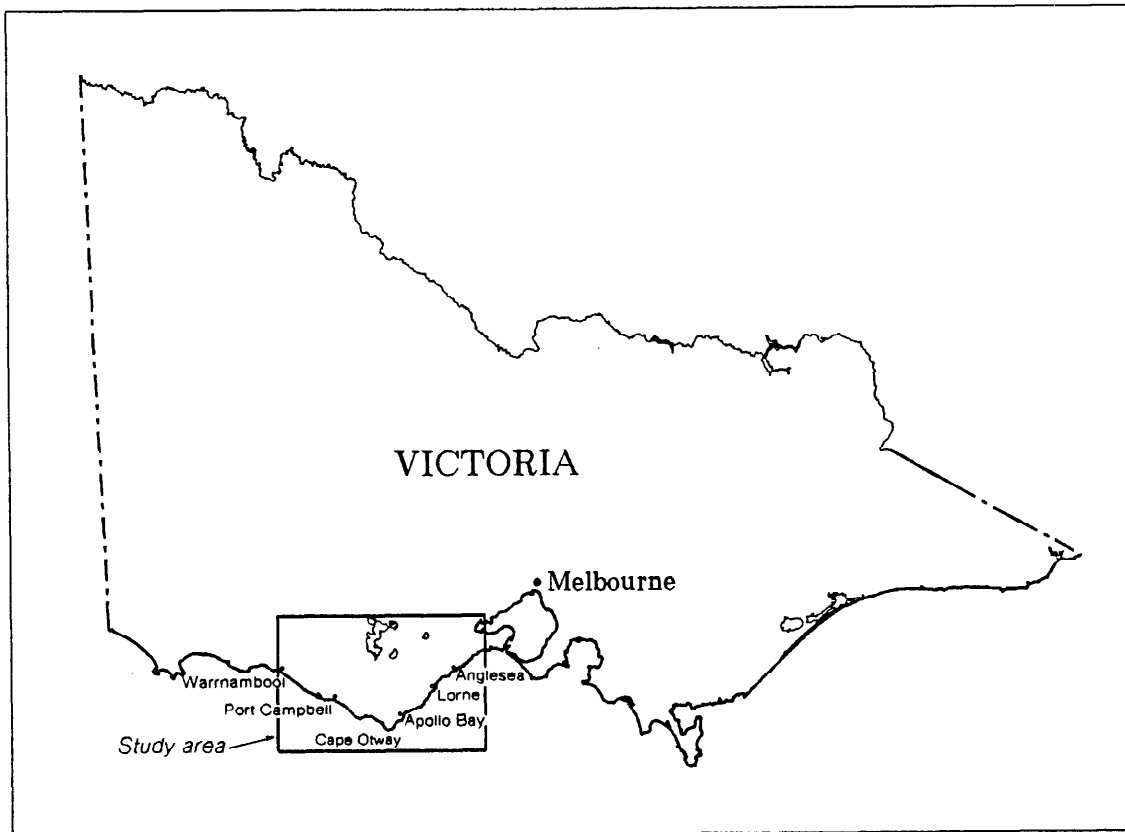 VICTORIA
Melbourne
Warrnambool
Anglesea
Lorne
Port Campbell
Apollo Bay
Cape Otway
Study area